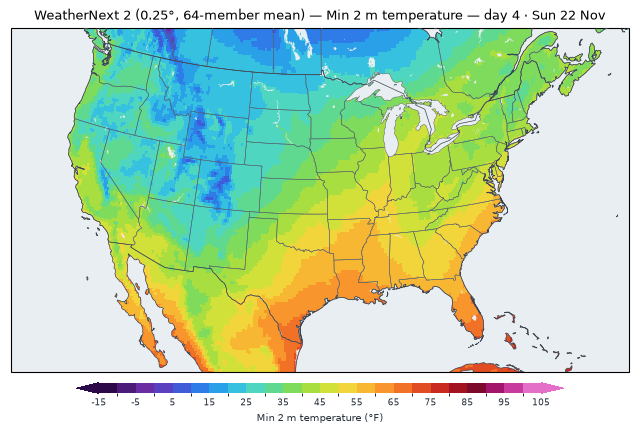 WeatherNext 2 (0.25°, 64-member mean) — Min 2 m temperature — day 4 · Sun 22 Nov
-15 -5 5 15 25 35 45 55 65 75 85 95 105
Min 2 m temperature (°F)